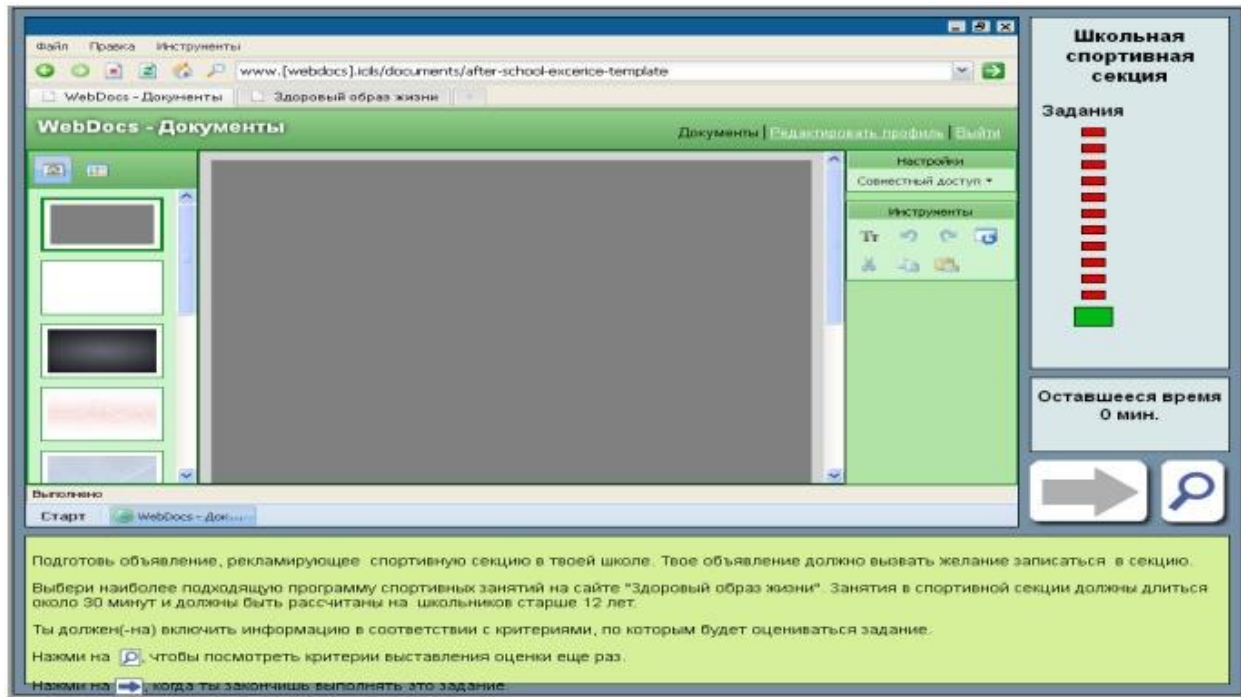 Файл Правка Инструменты
www.[webdocs].icils/documents/after-school-excerice-template
WebDocs - Документы Здоровый образ жизни
WebDocs - Документы
Документы | Редактировать профиль | Выйти
Настройки
Совместный доступ
Инструменты
Tт
Выполнено
Старт WebDocs - Док...
Школьная
спортивная
секция
Задания
Оставшееся время
0 мин.
Подготовь объявление, рекламирующее спортивную секцию в твоей школе. Твое объявление должно вызвать желание записаться в секцию.
Выбери наиболее подходящую программу спортивных занятий на сайте "Здоровый образ жизни". Занятия в спортивной секции должны длиться
около 30 минут и должны быть рассчитаны на школьников старше 12 лет.
Ты должен(-на) включить информацию в соответствии с критериями, по которым будет оцениваться задание.
Нажми на , чтобы посмотреть критерии выставления оценки еще раз.
Нажми на , когда ты закончишь выполнять это задание.